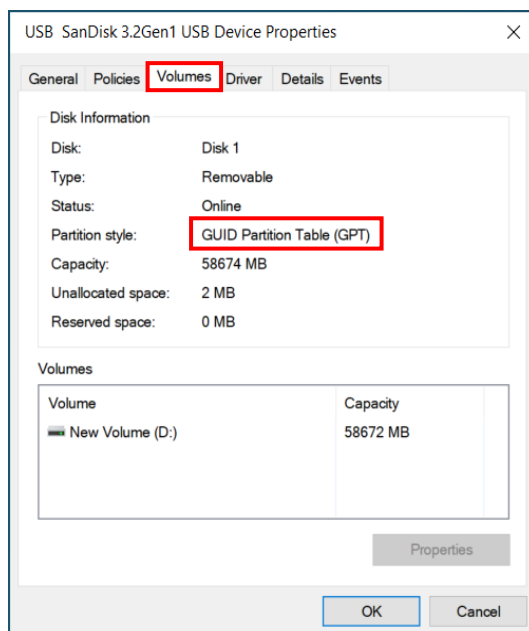 USB  SanDisk 3.2Gen1 USB Device Properties
General Policies Volumes Driver Details Events
Disk Information
Disk: Disk 1
Type: Removable
Status: Online
Partition style: GUID Partition Table (GPT)
Capacity: 58674 MB
Unallocated space: 2 MB
Reserved space: 0 MB
Volumes
Volume Capacity
New Volume (D:) 58672 MB
Properties
OK Cancel